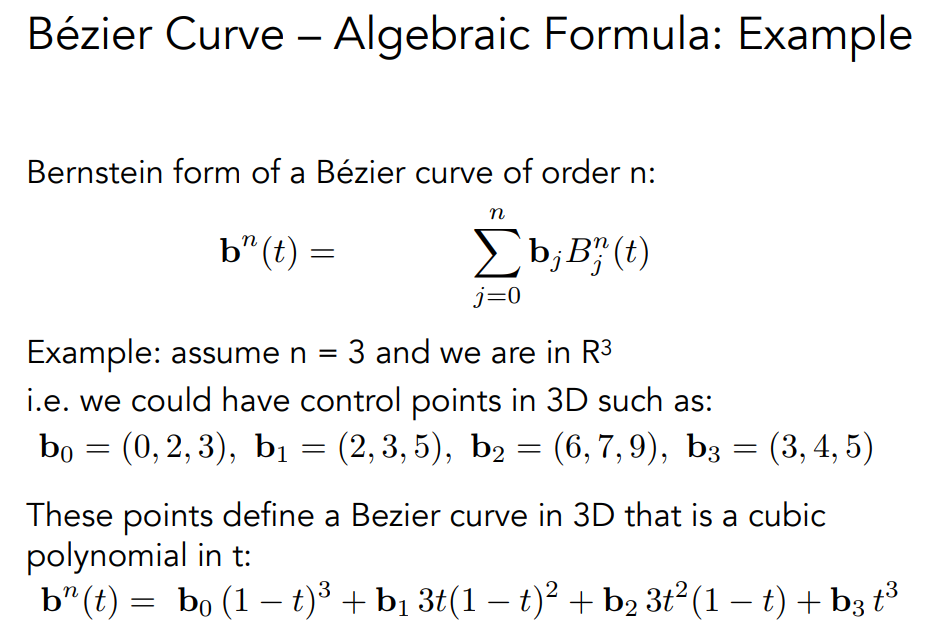 Bézier Curve – Algebraic Formula: Example
Bernstein form of a Bézier curve of order n:
$\mathbf{b}^n(t) = \sum_{j=0}^{n} \mathbf{b}_j B_j^n(t)$
Example: assume n = 3 and we are in R³
i.e. we could have control points in 3D such as:
$\mathbf{b}_0 = (0, 2, 3),\ \mathbf{b}_1 = (2, 3, 5),\ \mathbf{b}_2 = (6, 7, 9),\ \mathbf{b}_3 = (3, 4, 5)$
These points define a Bezier curve in 3D that is a cubic
polynomial in t:
$\mathbf{b}^n(t) = \mathbf{b}_0\,(1-t)^3 + \mathbf{b}_1\,3t(1-t)^2 + \mathbf{b}_2\,3t^2(1-t) + \mathbf{b}_3\,t^3$